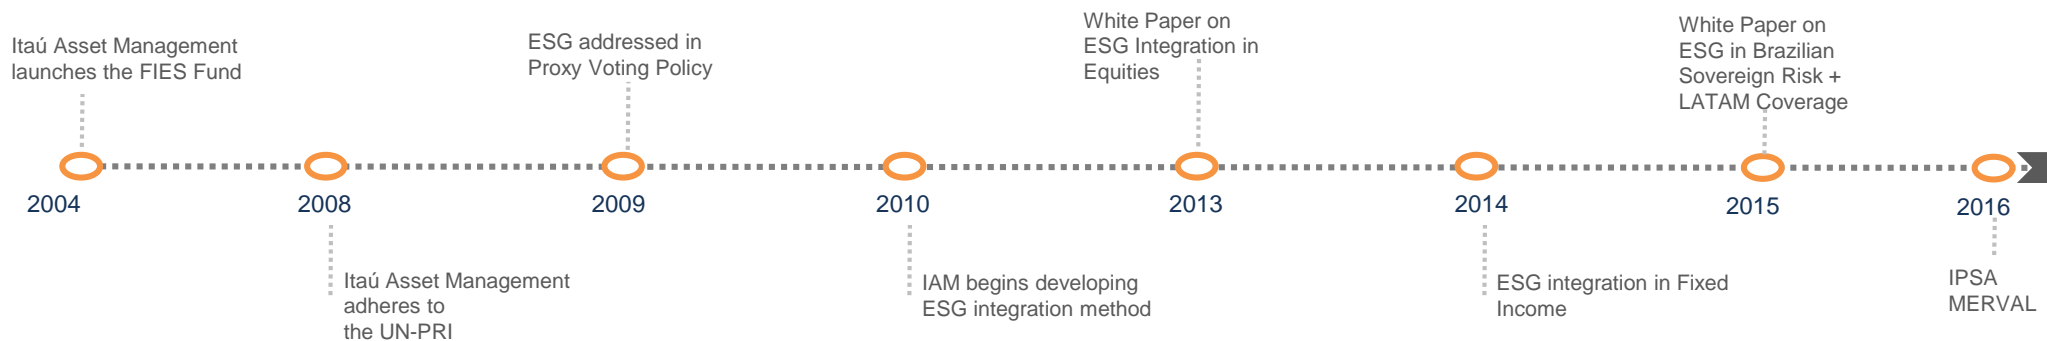 Itaú Asset Management
launches the FIES Fund
ESG addressed in
Proxy Voting Policy
White Paper on
ESG Integration in
Equities
White Paper on
ESG in Brazilian
Sovereign Risk +
LATAM Coverage
2004
2008
2009
2010
2013
2014
2015
2016
Itaú Asset Management
adheres to
the UN-PRI
IAM begins developing
ESG integration method
ESG integration in Fixed
Income
IPSA
MERVAL